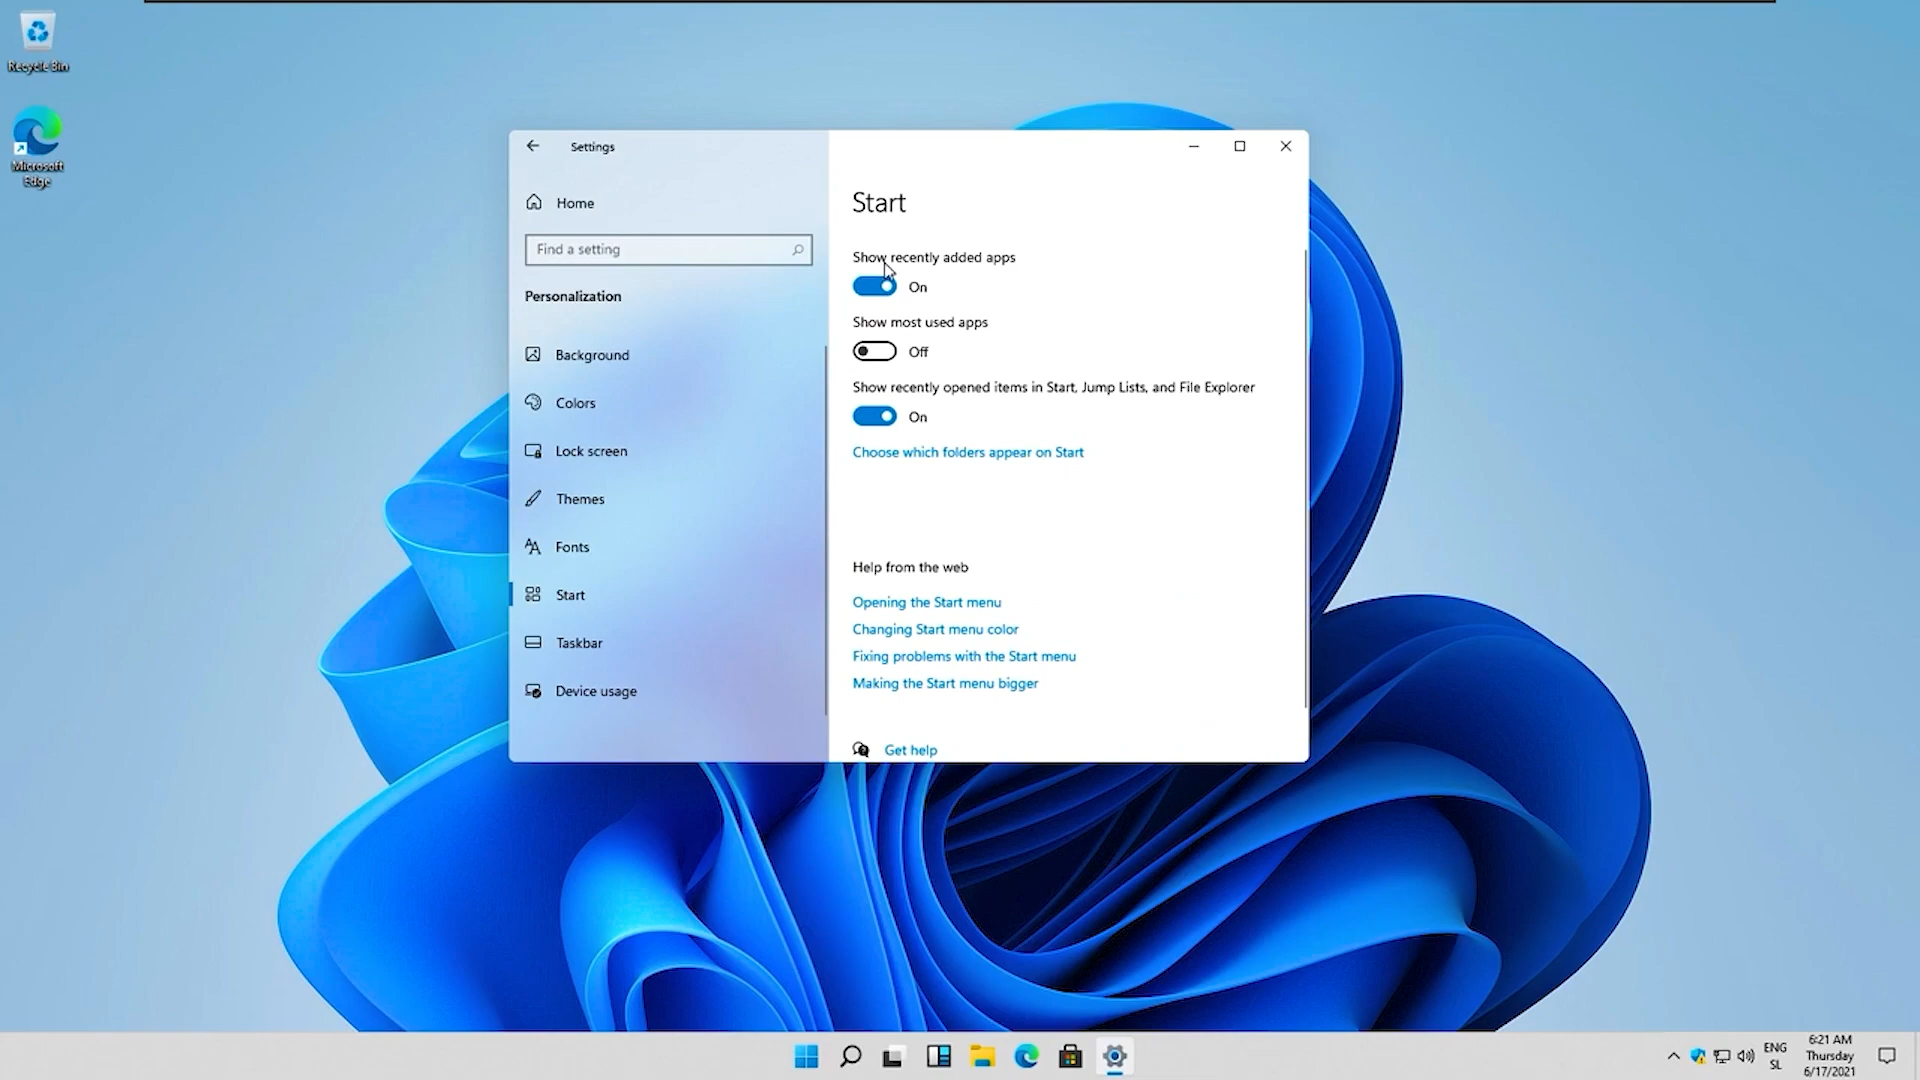 Recycle Bin
Microsoft
Edge
Settings
Home
Find a setting
Personalization
Background
Colors
Lock screen
Themes
Fonts
Start
Taskbar
Device usage
Start
Show recently added apps
On
Show most used apps
Off
Show recently opened items in Start, Jump Lists, and File Explorer
On
Choose which folders appear on Start
Help from the web
Opening the Start menu
Changing Start menu color
Fixing problems with the Start menu
Making the Start menu bigger
Get help
ENG
SL
6:21 AM
Thursday
6/17/2021